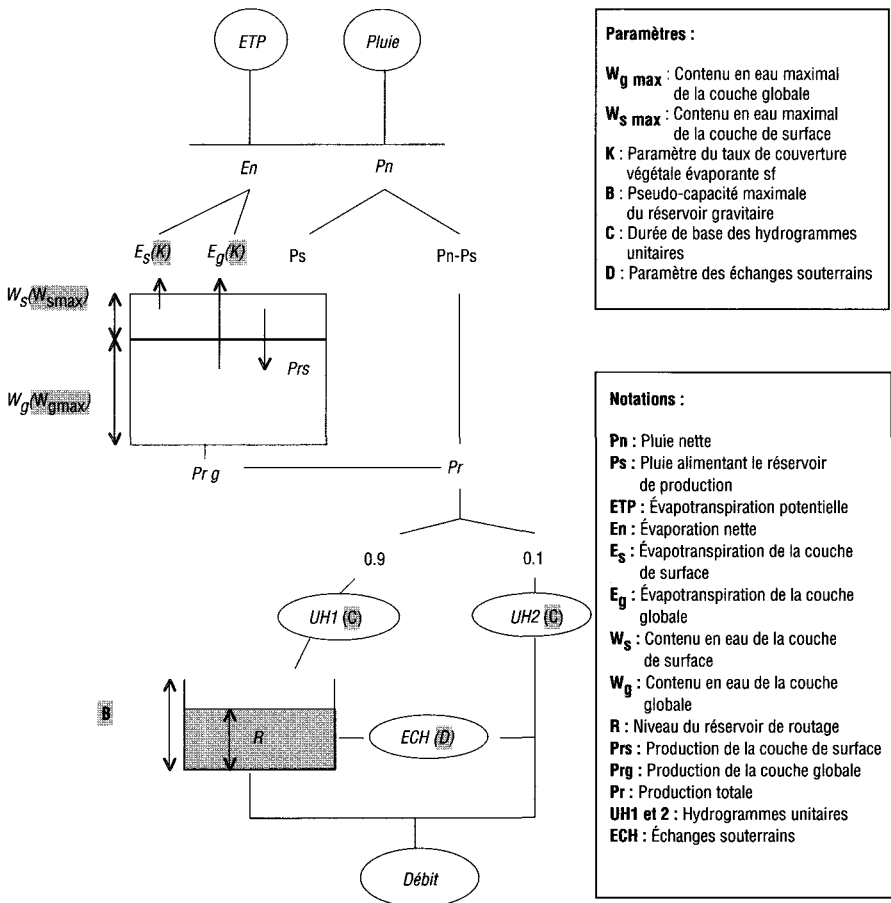 ETP
Pluie
En
Pn
Es(K)
Eg(K)
Ps
Pn-Ps
Ws(Wsmax)
Prs
Wg(Wgmax)
Pr g
Pr
0.9
0.1
UH1 (C)
UH2 (C)
B
R
ECH (D)
Débit
Paramètres :
Wg max : Contenu en eau maximal
de la couche globale
Ws max : Contenu en eau maximal
de la couche de surface
K : Paramètre du taux de couverture
végétale évaporante sf
B : Pseudo-capacité maximale
du réservoir gravitaire
C : Durée de base des hydrogrammes
unitaires
D : Paramètre des échanges souterrains
Notations :
Pn : Pluie nette
Ps : Pluie alimentant le réservoir
de production
ETP : Évapotranspiration potentielle
En : Évaporation nette
Es : Évapotranspiration de la couche
de surface
Eg : Évapotranspiration de la couche
globale
Ws : Contenu en eau de la couche
de surface
Wg : Contenu en eau de la couche
globale
R : Niveau du réservoir de routage
Prs : Production de la couche de surface
Prg : Production de la couche globale
Pr : Production totale
UH1 et 2 : Hydrogrammes unitaires
ECH : Échanges souterrains